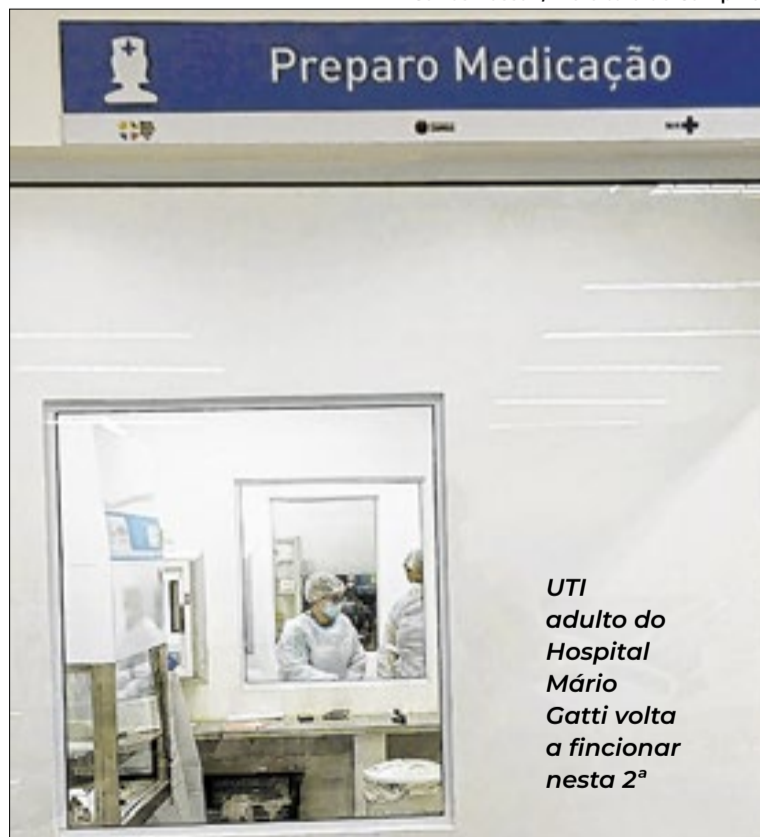 Preparo Medicação
UTI
adulto do
Hospital
Mário
Gatti volta
a fincionar
nesta 2ª